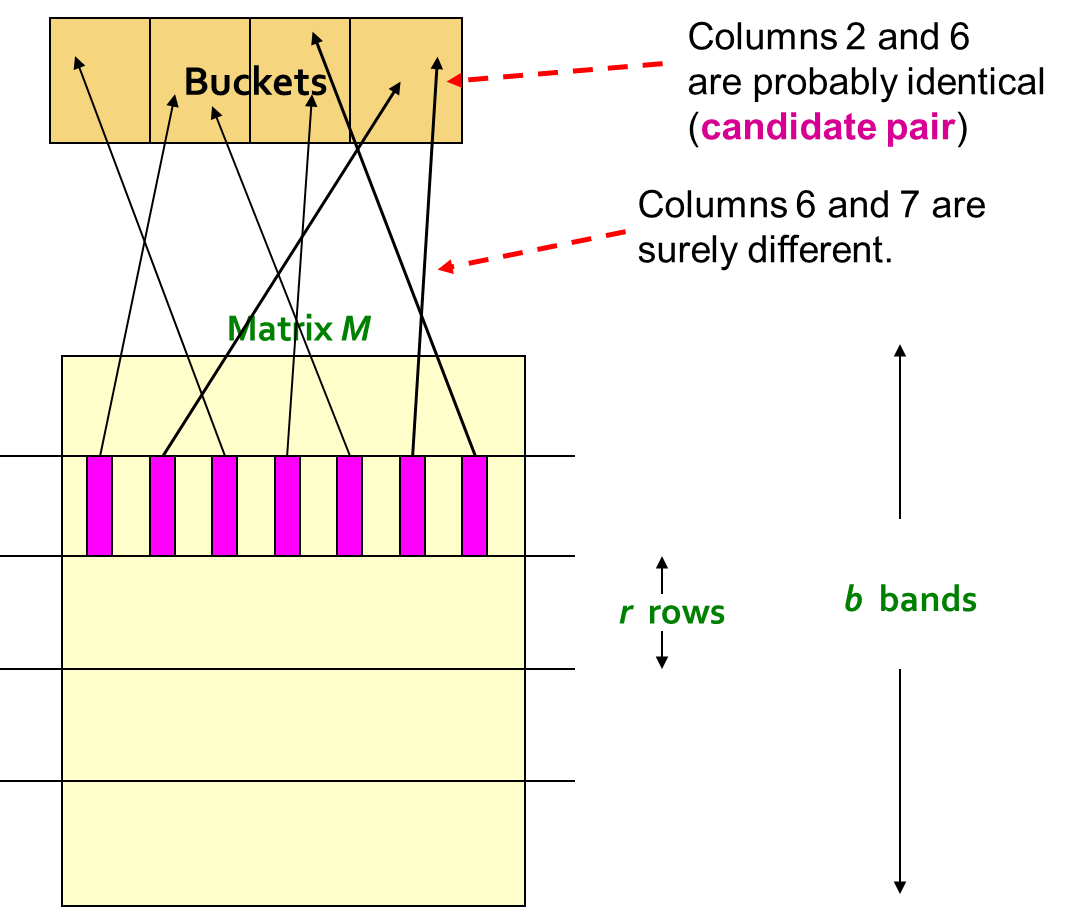 Buckets
Columns 2 and 6
are probably identical
(candidate pair)
Columns 6 and 7 are
surely different.
Matrix M
r rows
b bands